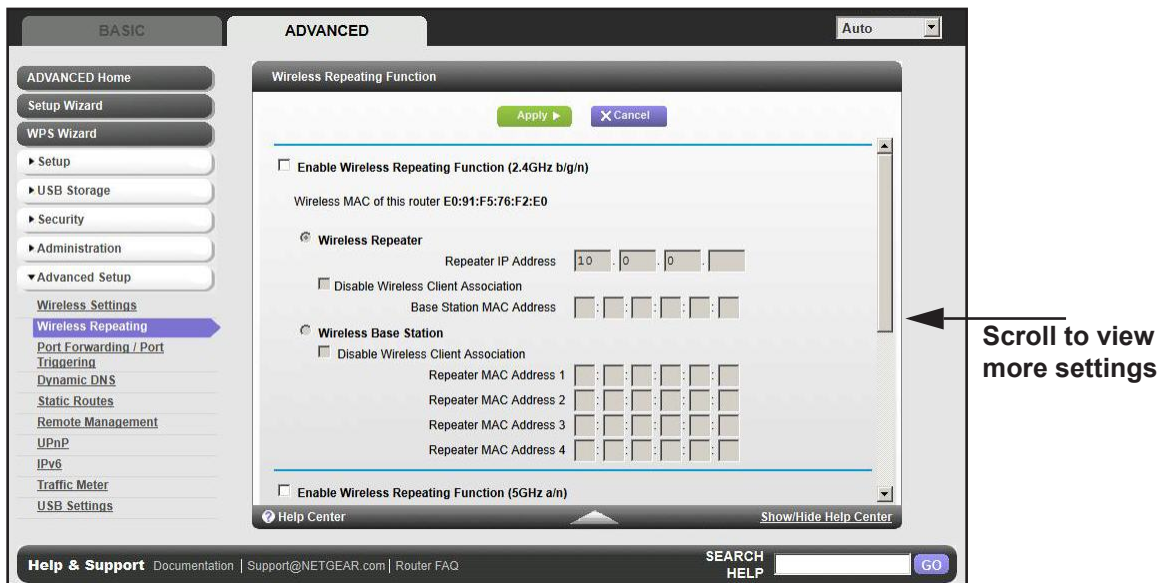 BASIC
ADVANCED
Auto
ADVANCED Home
Setup Wizard
WPS Wizard
Setup
USB Storage
Security
Administration
Advanced Setup
Wireless Settings
Wireless Repeating
Port Forwarding / Port
Triggering
Dynamic DNS
Static Routes
Remote Management
UPnP
IPv6
Traffic Meter
USB Settings
Wireless Repeating Function
Apply
X Cancel
Enable Wireless Repeating Function (2.4GHz b/g/n)
Wireless MAC of this router E0:91:F5:76:F2:E0
Wireless Repeater
Repeater IP Address 10 . 0 . 0 .
Disable Wireless Client Association
Base Station MAC Address : : : : :
Wireless Base Station
Disable Wireless Client Association
Repeater MAC Address 1 : : : : :
Repeater MAC Address 2 : : : : :
Repeater MAC Address 3 : : : : :
Repeater MAC Address 4 : : : : :
Enable Wireless Repeating Function (5GHz a/n)
? Help Center
Show/Hide Help Center
Help & Support Documentation | Support@NETGEAR.com | Router FAQ
SEARCH
HELP
GO
Scroll to view
more settings